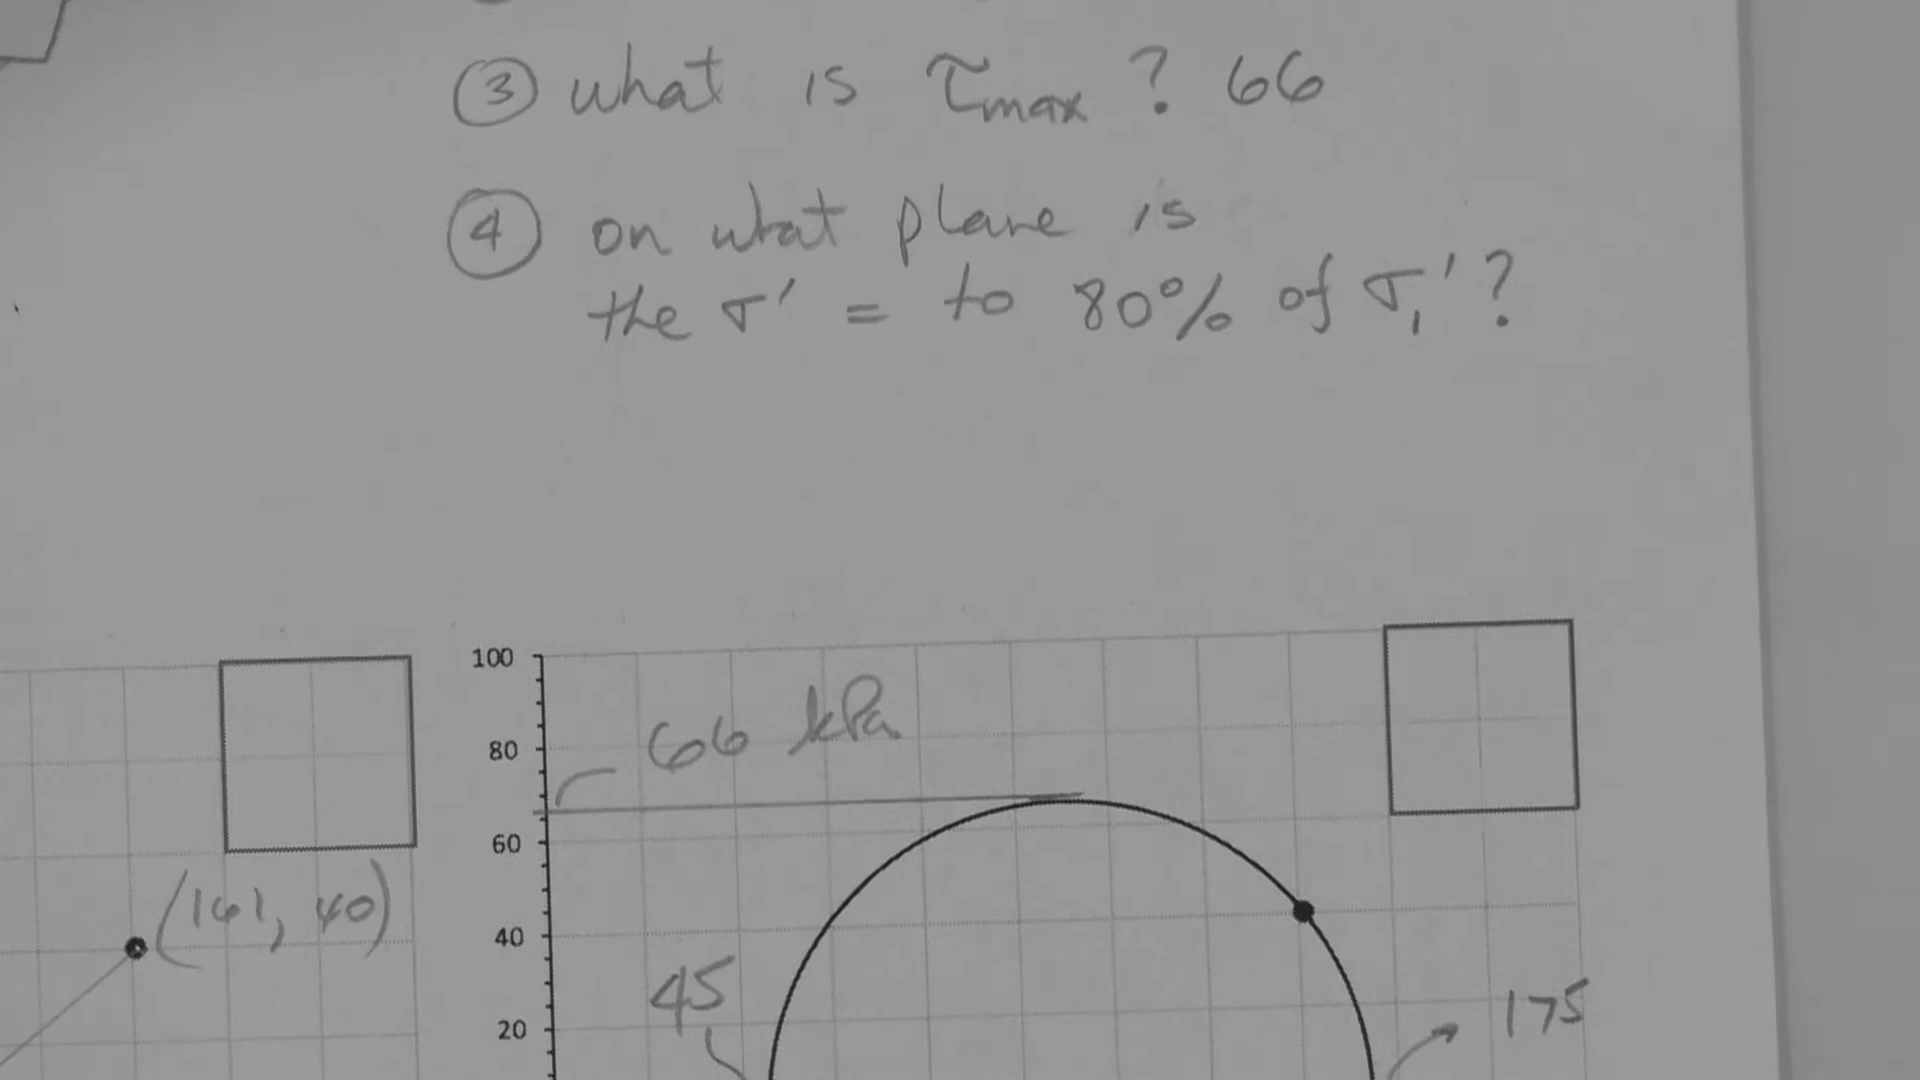 ③ what is τmax ? 66
④ on what plane is
the σ' = to 80% of σ₁' ?
100
66 kPa
80
60
(161, 40)
40
45
175
20